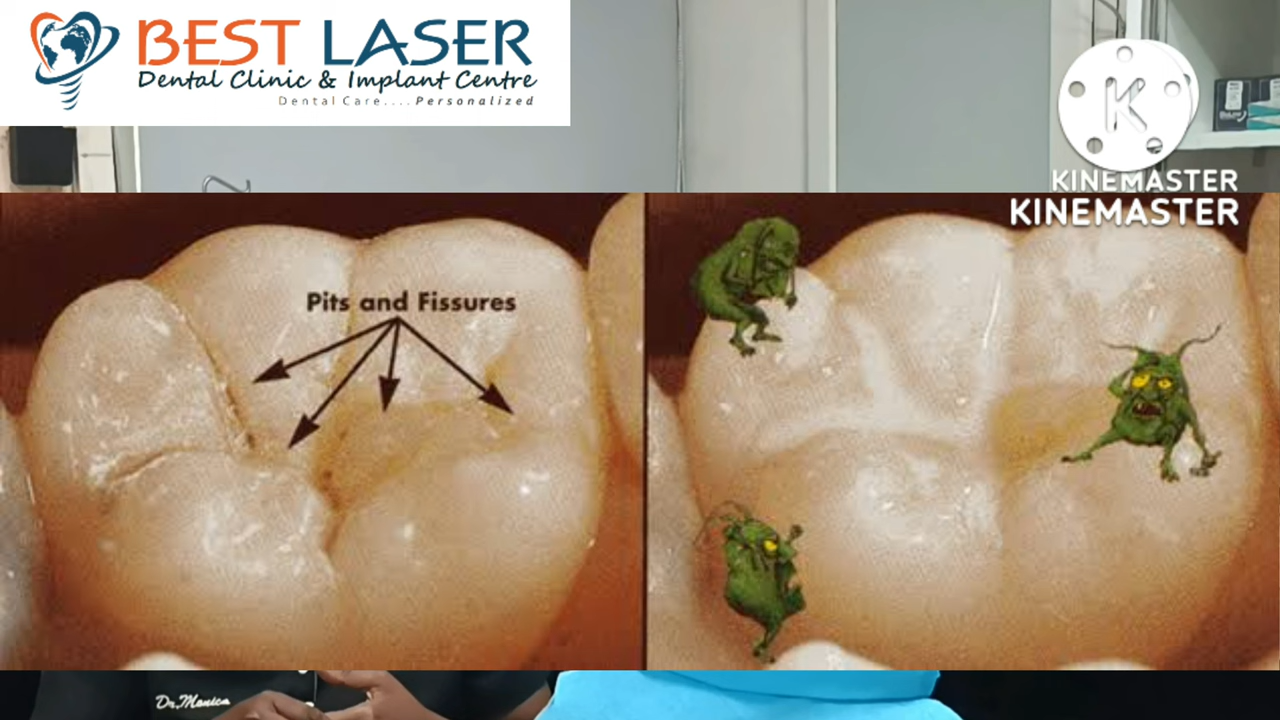 BEST LASER
Dental Clinic & Implant Centre
Dental Care.... Personalized
K
KINEMASTER
KINEMASTER
Pits and Fissures
Dr.Monica